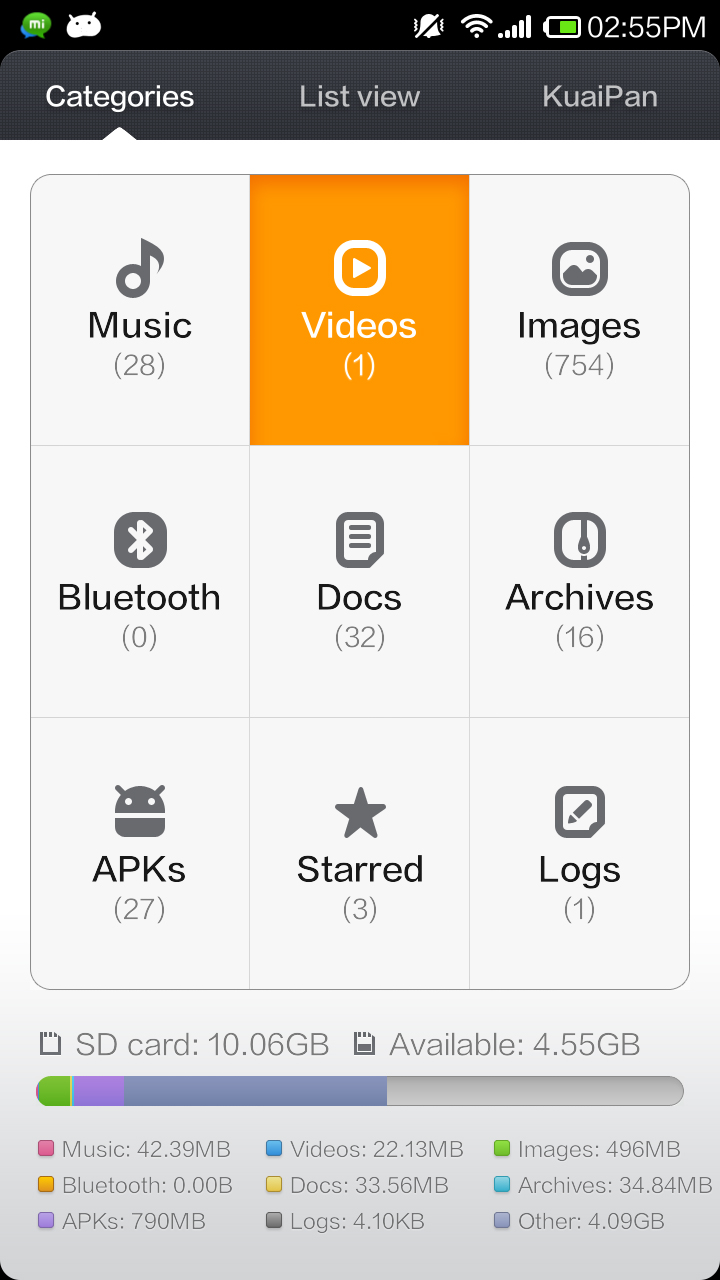 mi 02:55PM
Categories List view KuaiPan
Music Videos Images
(28) (1) (754)
Bluetooth Docs Archives
(0) (32) (16)
APKs Starred Logs
(27) (3) (1)
SD card: 10.06GB Available: 4.55GB
Music: 42.39MB Videos: 22.13MB Images: 496MB
Bluetooth: 0.00B Docs: 33.56MB Archives: 34.84MB
APKs: 790MB Logs: 4.10KB Other: 4.09GB